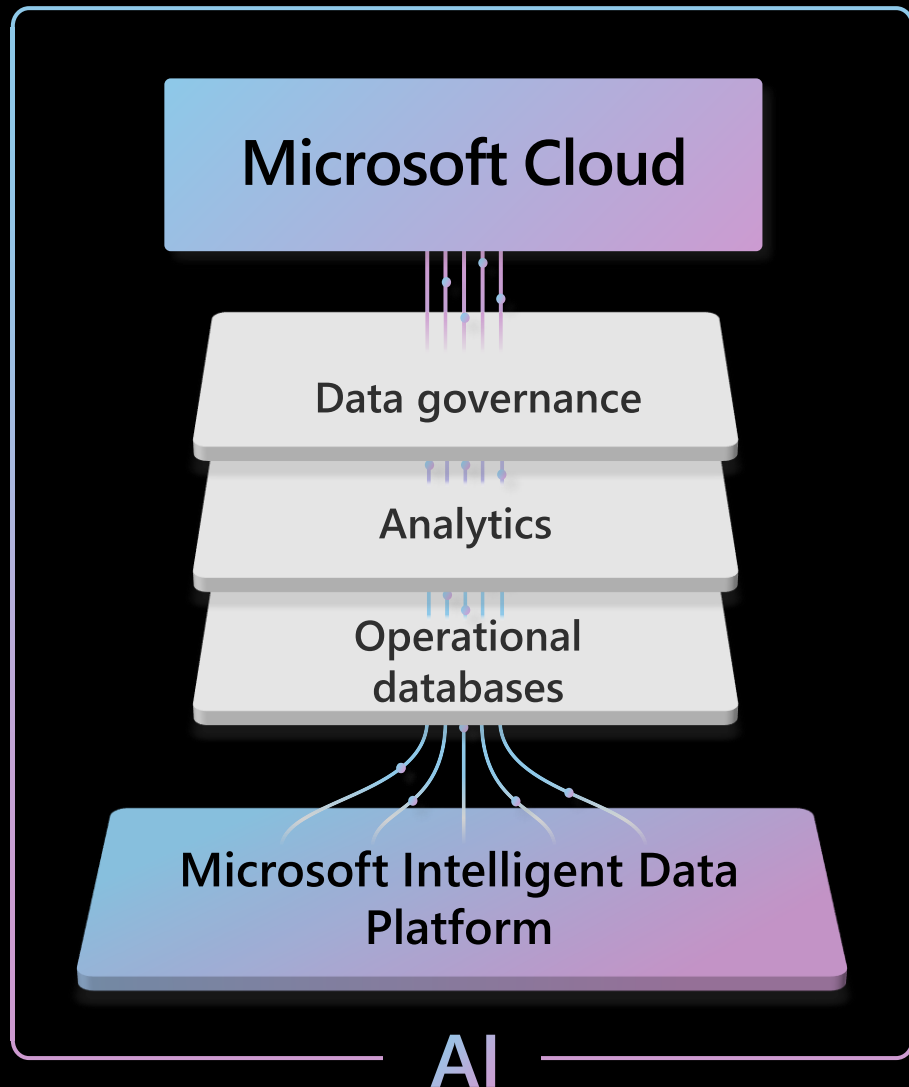 Microsoft Cloud
Data governance
Analytics
Operational
databases
Microsoft Intelligent Data
Platform
AI